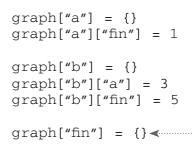 graph[“a”] = {}
graph[“a”][“fin”] = 1
graph[“b”] = {}
graph[“b”][“a”] = 3
graph[“b”][“fin”] = 5
graph[“fin”] = {}